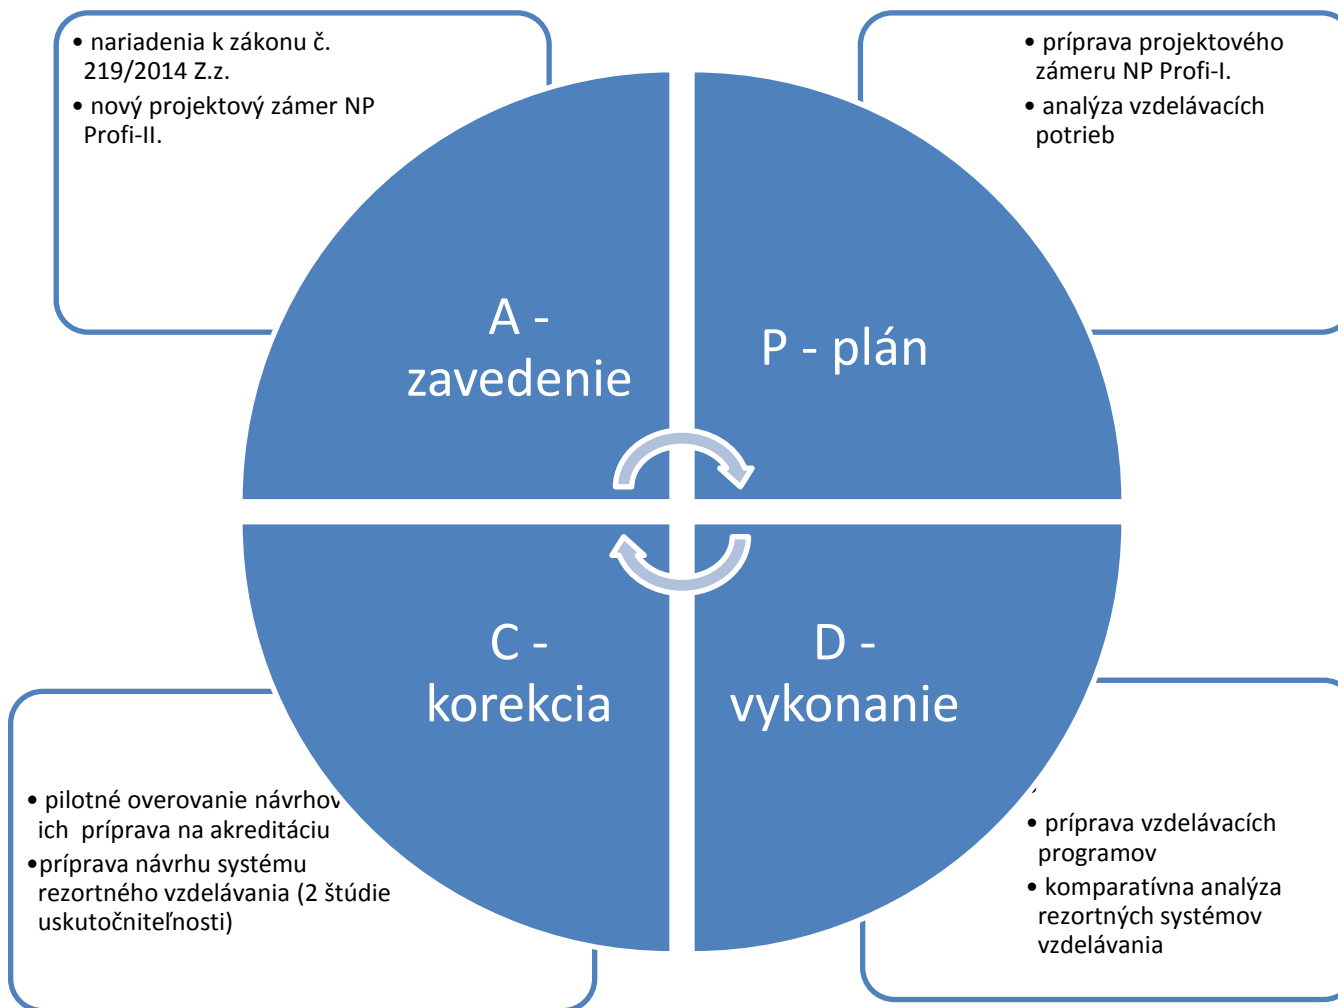 • nariadenia k zákonu č.
219/2014 Z.z.
• nový projektový zámer NP
Profi-II.
• príprava projektového
zámeru NP Profi-I.
• analýza vzdelávacích
potrieb
A -
zavedenie
P - plán
C -
korekcia
D -
vykonanie
• pilotné overovanie
ich príprava na akreditáciu
•príprava návrhu systému
rezortného vzdelávania (2 štúdie
uskutočniteľnosti)
• príprava vzdelávacích
programov
• komparatívna analýza
rezortných systémov
vzdelávania